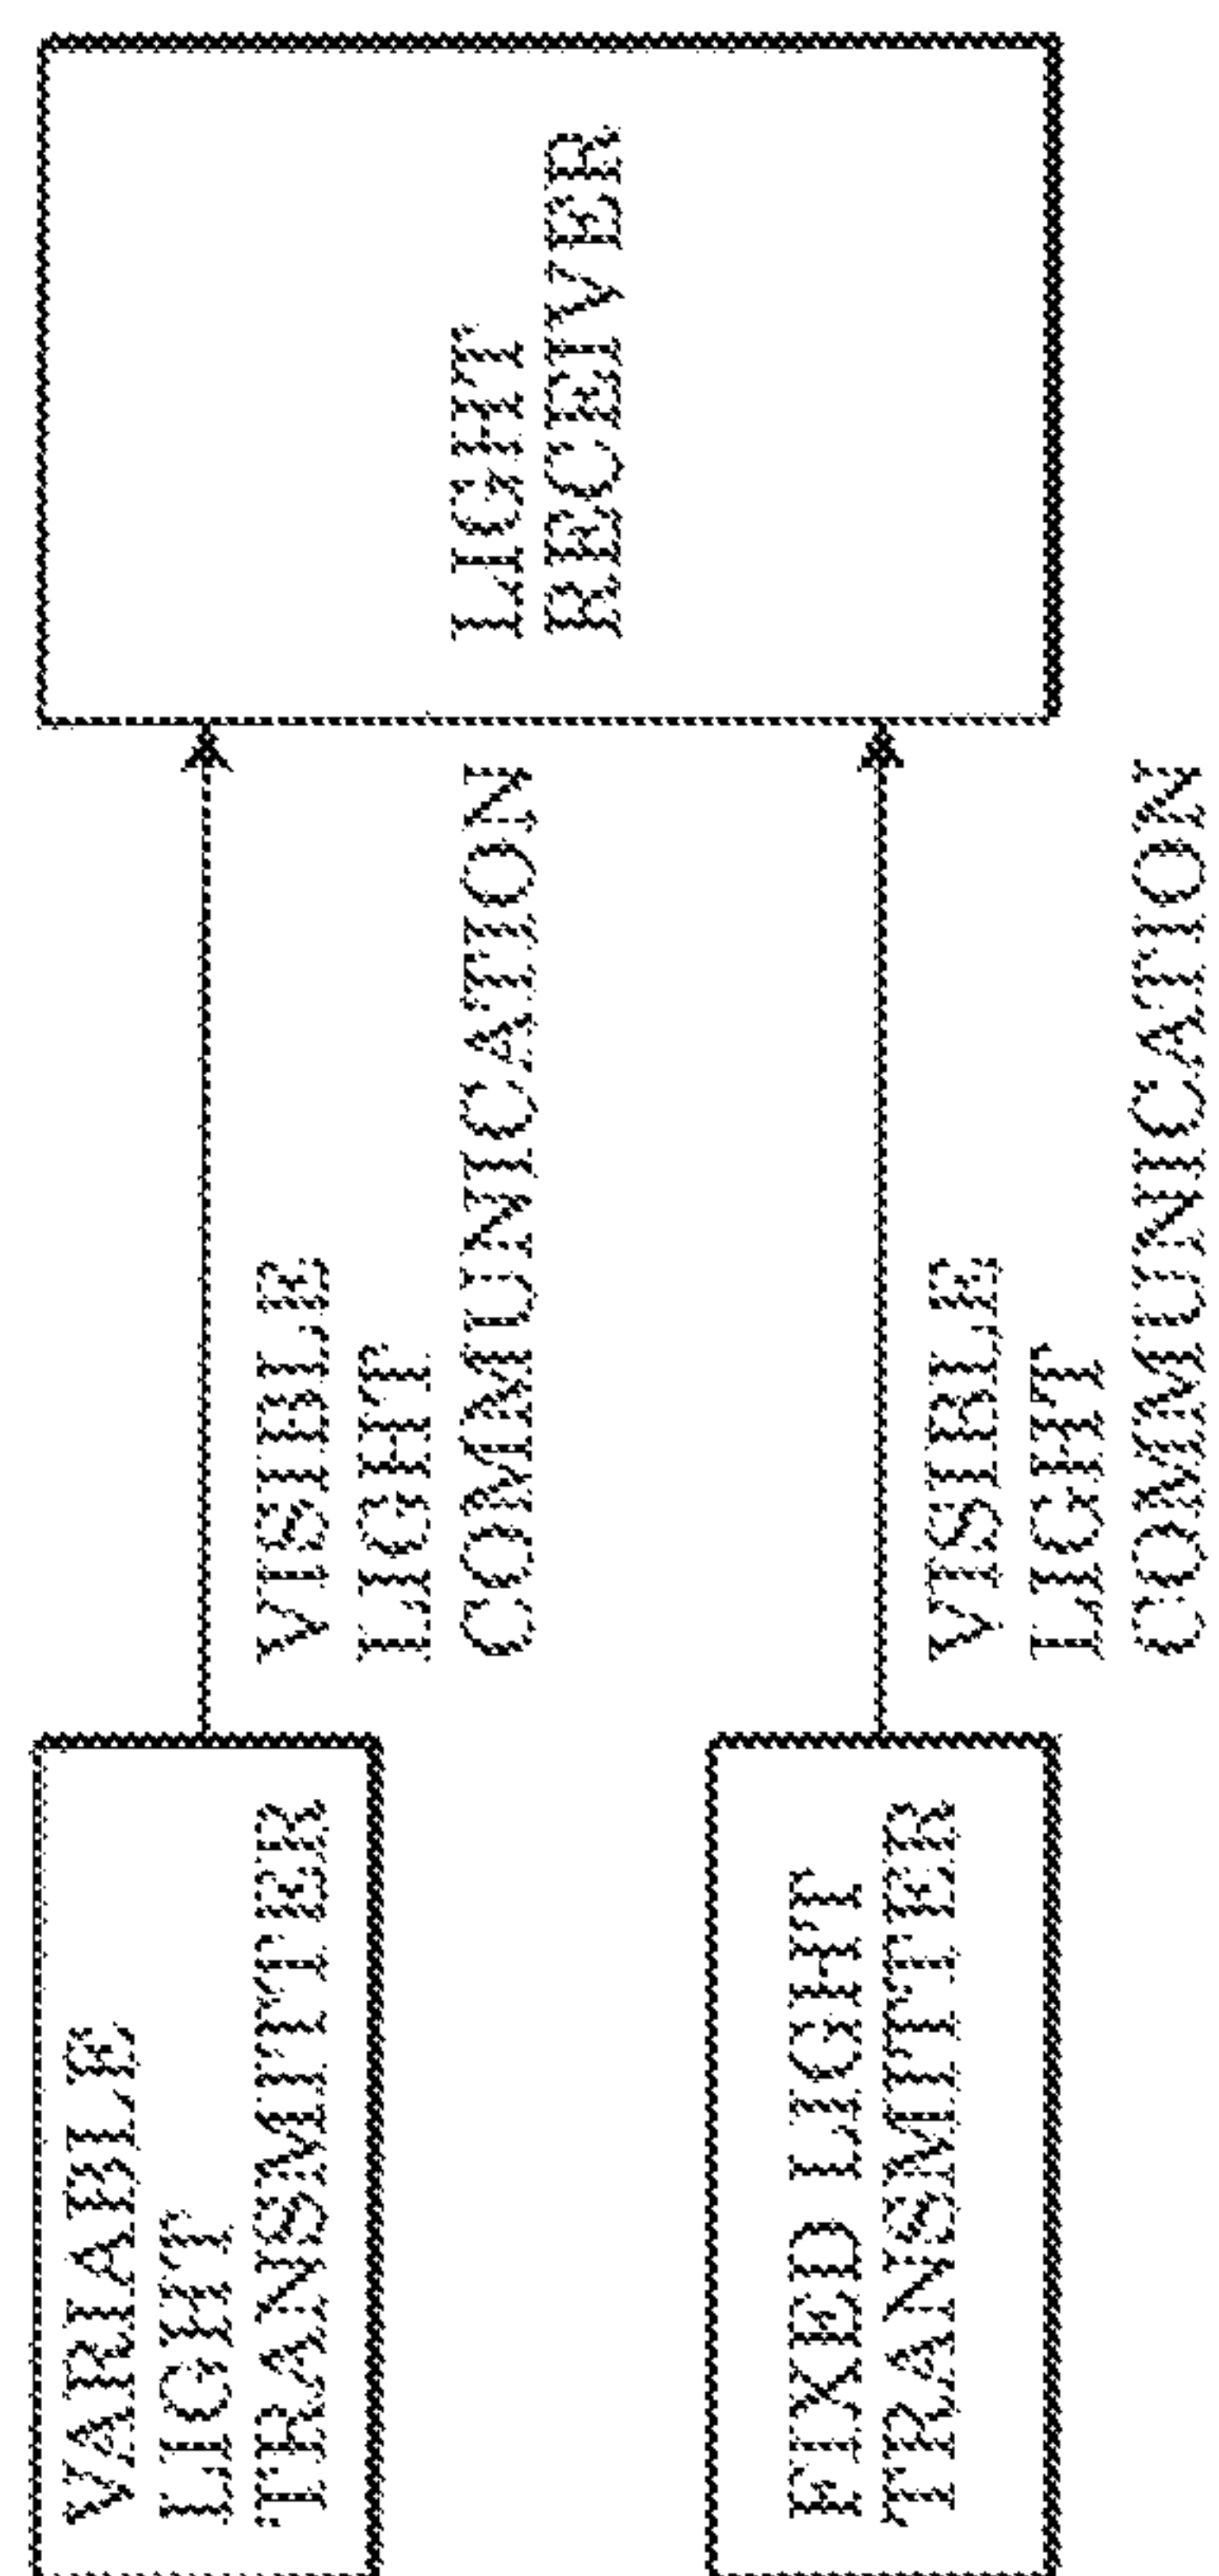 VARIABLE
LIGHT
TRANSMITTER
VISIBLE
LIGHT
COMMUNICATION
LIGHT
RECEIVER
FIXED LIGHT
TRANSMITTER
VISIBLE
LIGHT
COMMUNICATION